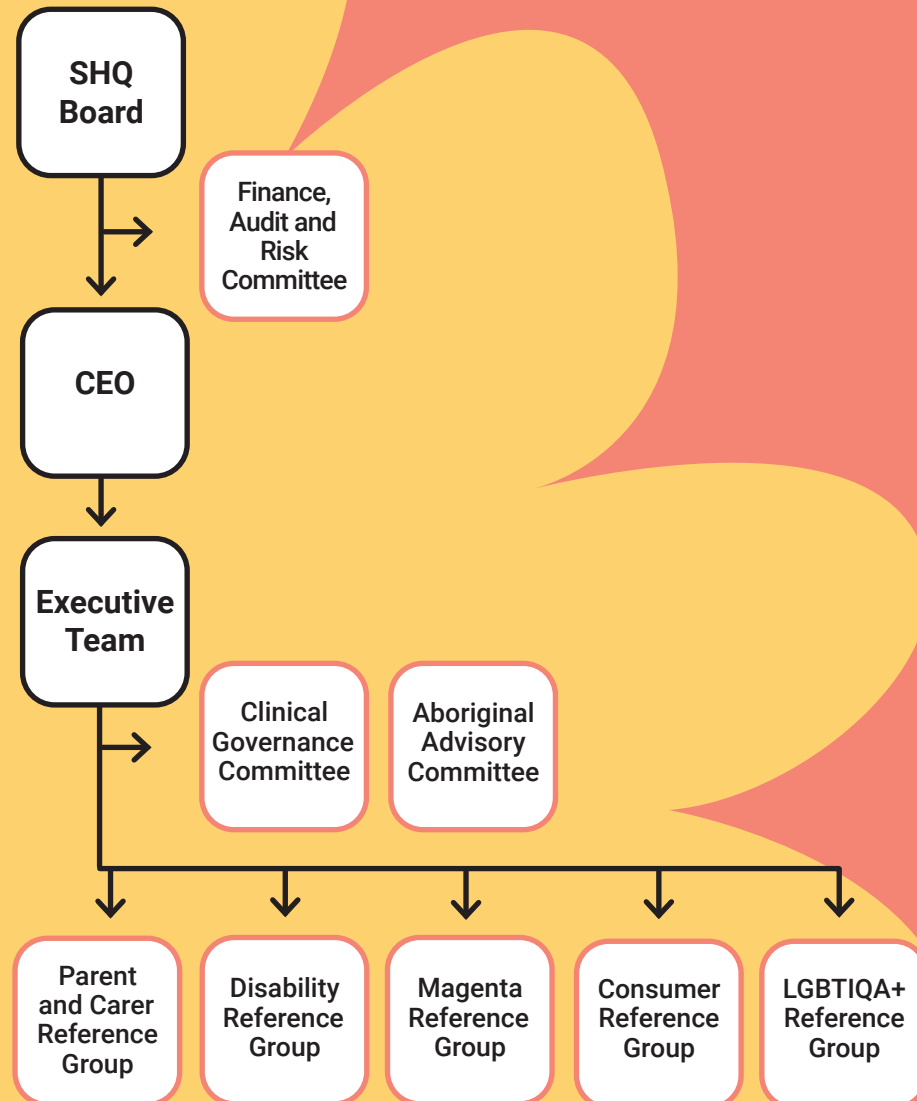 SHQ
Board
Finance,
Audit and
Risk
Committee
CEO
Executive
Team
Clinical
Governance
Committee
Aboriginal
Advisory
Committee
Parent
and Carer
Reference
Group
Disability
Reference
Group
Magenta
Reference
Group
Consumer
Reference
Group
LGBTIQA+
Reference
Group